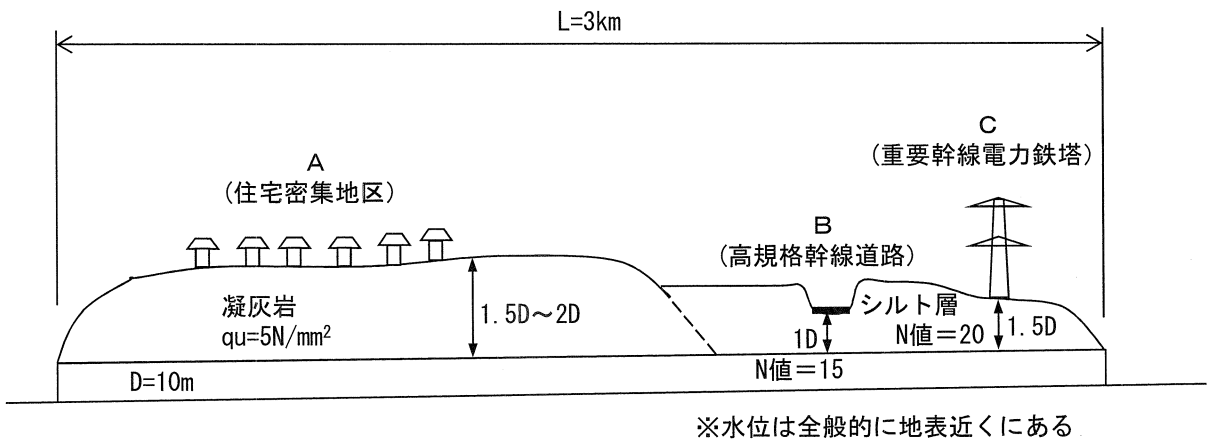 L=3km
C
(重要幹線電力鉄塔)
A
(住宅密集地区)
B
(高規格幹線道路)
凝灰岩
qu=5N/mm²
1.5D～2D
シルト層
1D
N値＝20
1.5D
D=10m
N値＝15
※水位は全般的に地表近くにある